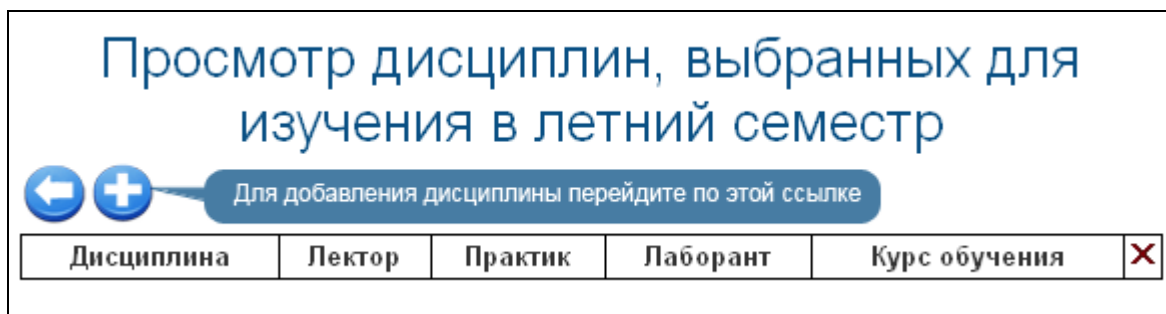 Просмотр дисциплин, выбранных для
изучения в летний семестр
Для добавления дисциплины перейдите по этой ссылке
Дисциплина Лектор Практик Лаборант Курс обучения